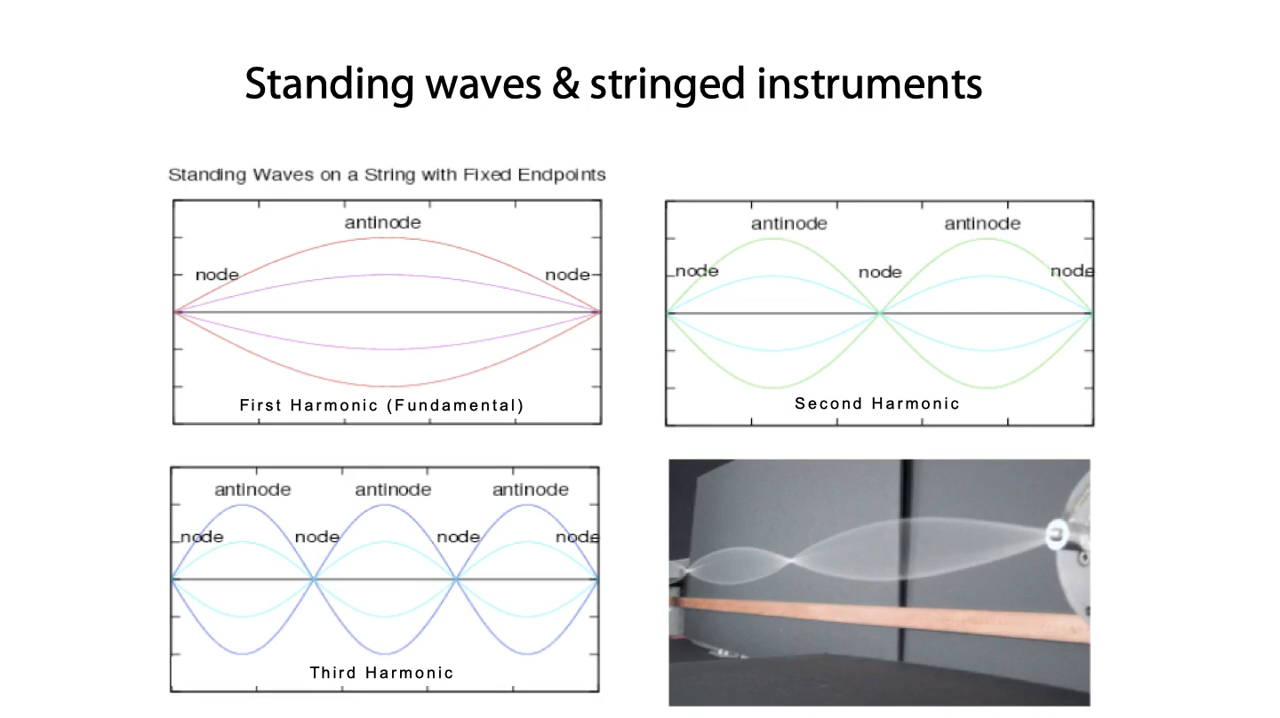 Standing waves & stringed instruments
Standing Waves on a String with Fixed Endpoints
antinode
node
node
First Harmonic (Fundamental)
antinode
antinode
node
node
node
Second Harmonic
antinode
antinode
antinode
node
node
node
node
Third Harmonic